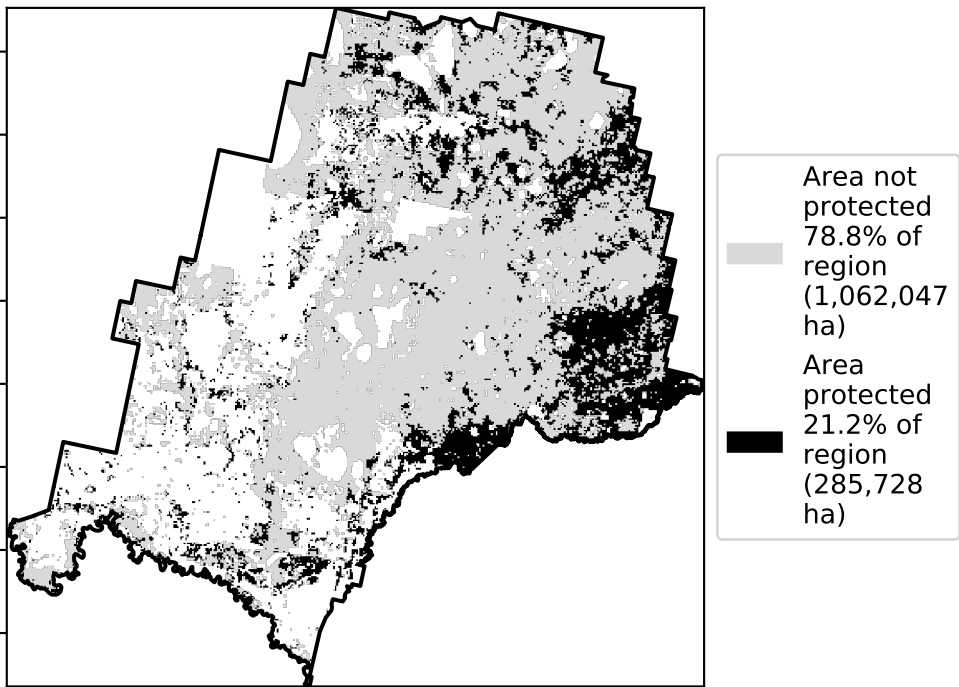 Area not
protected
78.8% of
region
(1,062,047
ha)
Area
protected
21.2% of
region
(285,728
ha)